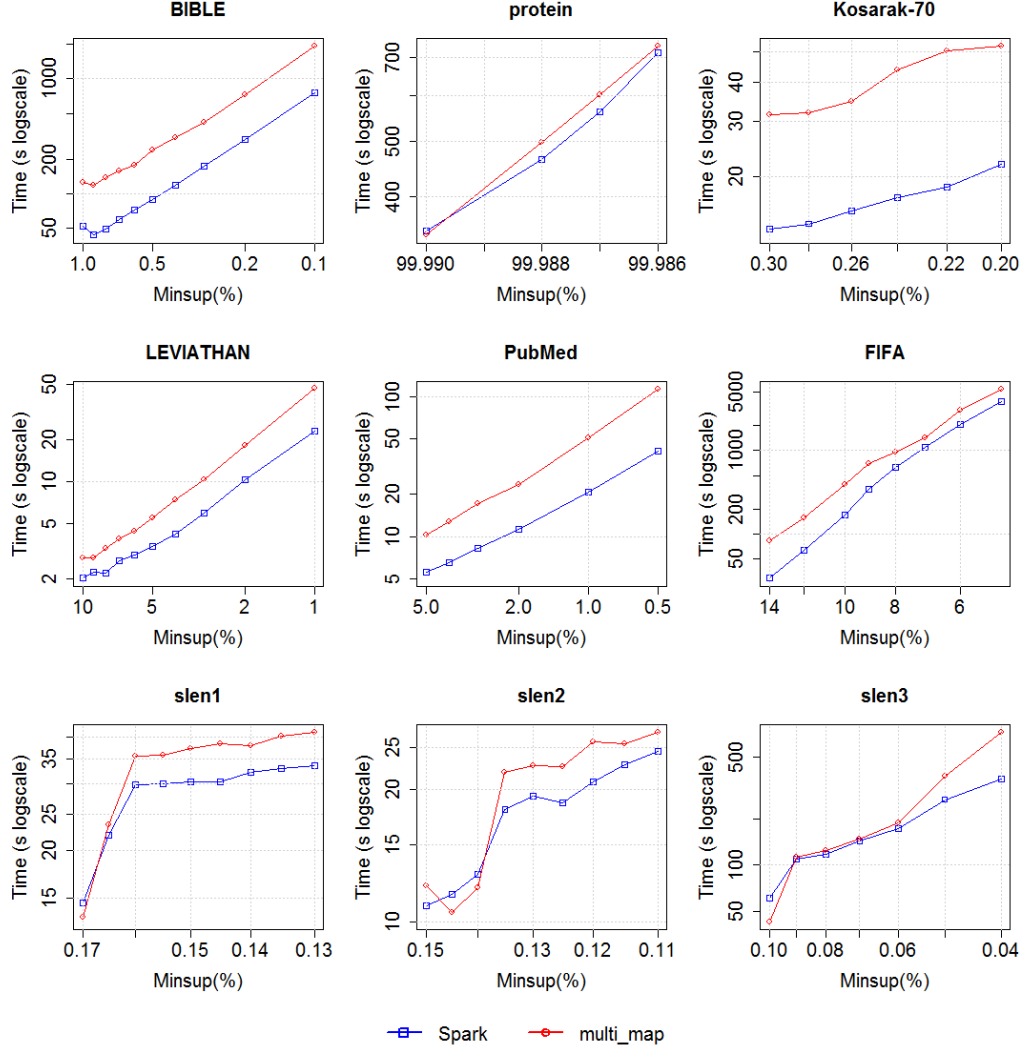 BIBLE
Time (s logscale)
1000
200
50
1.0 0.5 0.2 0.1
Minsup(%)
protein
Time (s logscale)
700
500
400
99.990 99.988 99.986
Minsup(%)
Kosarak-70
Time (s logscale)
40
30
20
0.30 0.26 0.22 0.20
Minsup(%)
LEVIATHAN
Time (s logscale)
50
20
10
5
2
10 5 2 1
Minsup(%)
PubMed
Time (s logscale)
100
50
20
10
5
5.0 2.0 1.0 0.5
Minsup(%)
FIFA
Time (s logscale)
5000
1000
200
50
14 10 8 6
Minsup(%)
slen1
Time (s logscale)
35
25
20
15
0.17 0.15 0.14 0.13
Minsup(%)
slen2
Time (s logscale)
25
20
15
10
0.15 0.13 0.12 0.11
Minsup(%)
slen3
Time (s logscale)
500
100
50
0.10 0.08 0.06 0.04
Minsup(%)
Spark multi_map